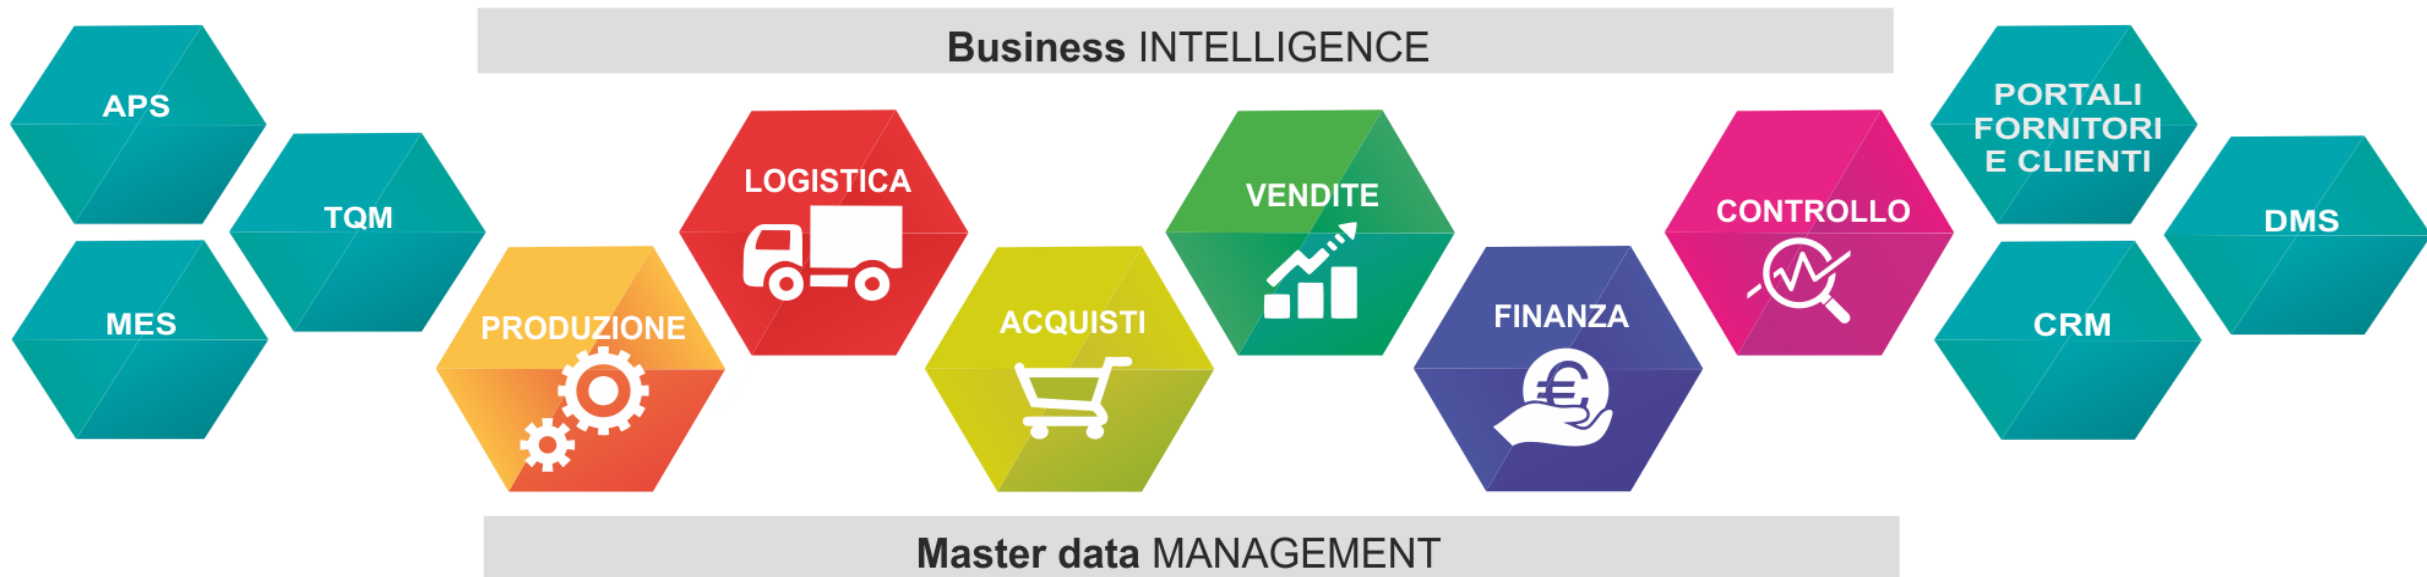 Business INTELLIGENCE
APS
TQM
MES
PRODUZIONE
LOGISTICA
ACQUISTI
VENDITE
FINANZA
CONTROLLO
PORTALI
FORNITORI
E CLIENTI
DMS
CRM
Master data MANAGEMENT